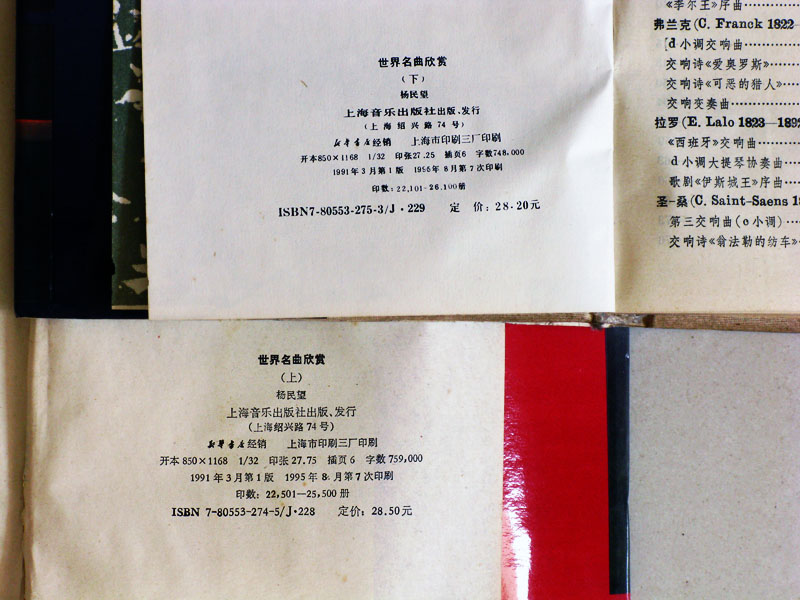 世界名曲欣赏
（下）
杨民望
上海音乐出版社出版、发行
（上海绍兴路74号）
新华书店经销 上海市印刷三厂印刷
开本850×1168 1/32 印张27.25 插页6 字数748,000
1991年3月第1版 1996年8月第7次印刷
印数：22,101—26,100册
ISBN7-80553-275-3/J·229 定 价：28.20元
《李尔王》序曲
弗兰克(C. Franck 1822
d小调交响曲
交响诗《爱奥罗斯》
交响诗《可恶的猎人》
交响变奏曲
拉罗(E. Lalo 1823—1892
《西班牙》交响曲
d小调大提琴协奏曲
歌剧《伊斯城王》序曲
圣-桑(C. Saint-Saens 1
第三交响曲(c小调)
交响诗《翁法勒的纺车》
世界名曲欣赏
（上）
杨民望
上海音乐出版社出版、发行
（上海绍兴路74号）
新华书店经销 上海市印刷三厂印刷
开本850×1168 1/32 印张27.75 插页6 字数759,000
1991年3月第1版 1995年8月第7次印刷
印数：22,501—25,500册
ISBN 7-80553-274-5/J·228 定价：28.50元